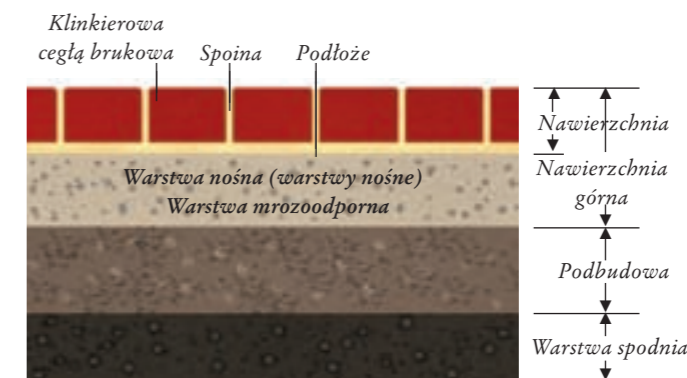 Klinkierowa
cegłą brukowa
Spoina
Podłoże
Nawierzchnia
Warstwa nośna (warstwy nośne)
Warstwa mrozoodporna
Nawierzchnia
górna
Podbudowa
Warstwa spodnia